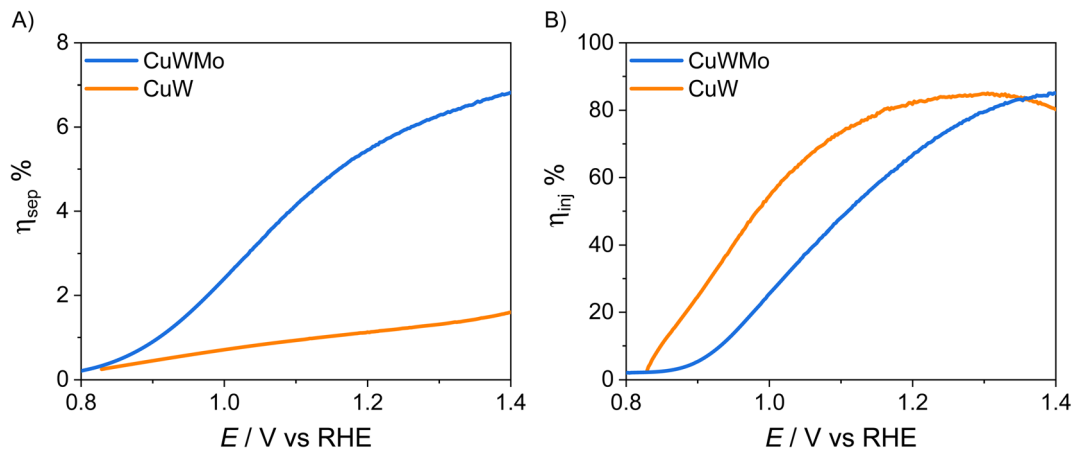 A)
8
6
4
2
0
η_sep %
CuWMo
CuW
0.8 1.0 1.2 1.4
E / V vs RHE
B)
100
80
60
40
20
0
η_inj %
CuWMo
CuW
0.8 1.0 1.2 1.4
E / V vs RHE